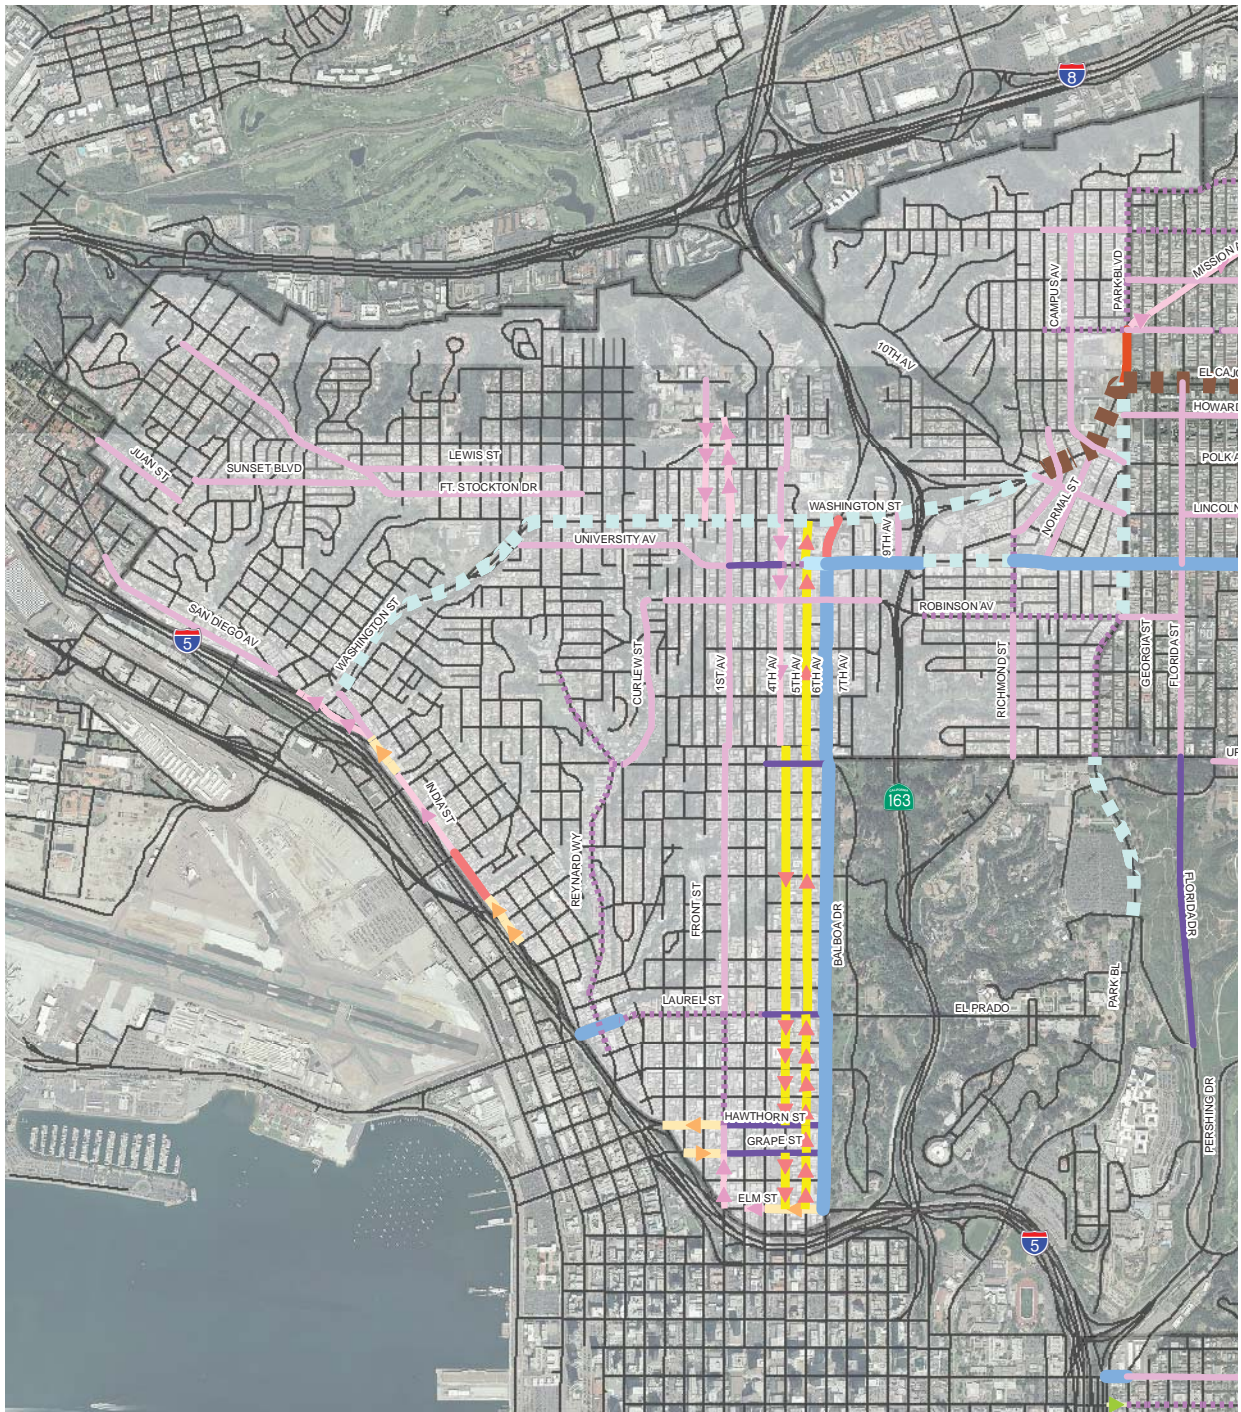 8
MISSION A
CAMPUS AV
PARK BLVD
10TH AV
EL CAJO
HOWARD
LEWIS ST
JUAN ST
SUNSET BLVD
POLK A
FT. STOCKTON DR
WASHINGTON ST
NORMAL ST
LINCOLN
UNIVERSITY AV
9TH AV
SAN DIEGO AV
WASHINGTON ST
ROBINSON AV
5
CURLEW ST
1ST AV
4TH AV
5TH AV
6TH AV
7TH AV
RICHMOND ST
GEORGIA ST
FLORIDA ST
UP
INDIA ST
CALIFORNIA
163
REYNARD WY
FRONT ST
BALBOA DR
FLORIDA DR
PARK BL
LAUREL ST
EL PRADO
HAWTHORN ST
GRAPE ST
PERSHING DR
ELM ST
5